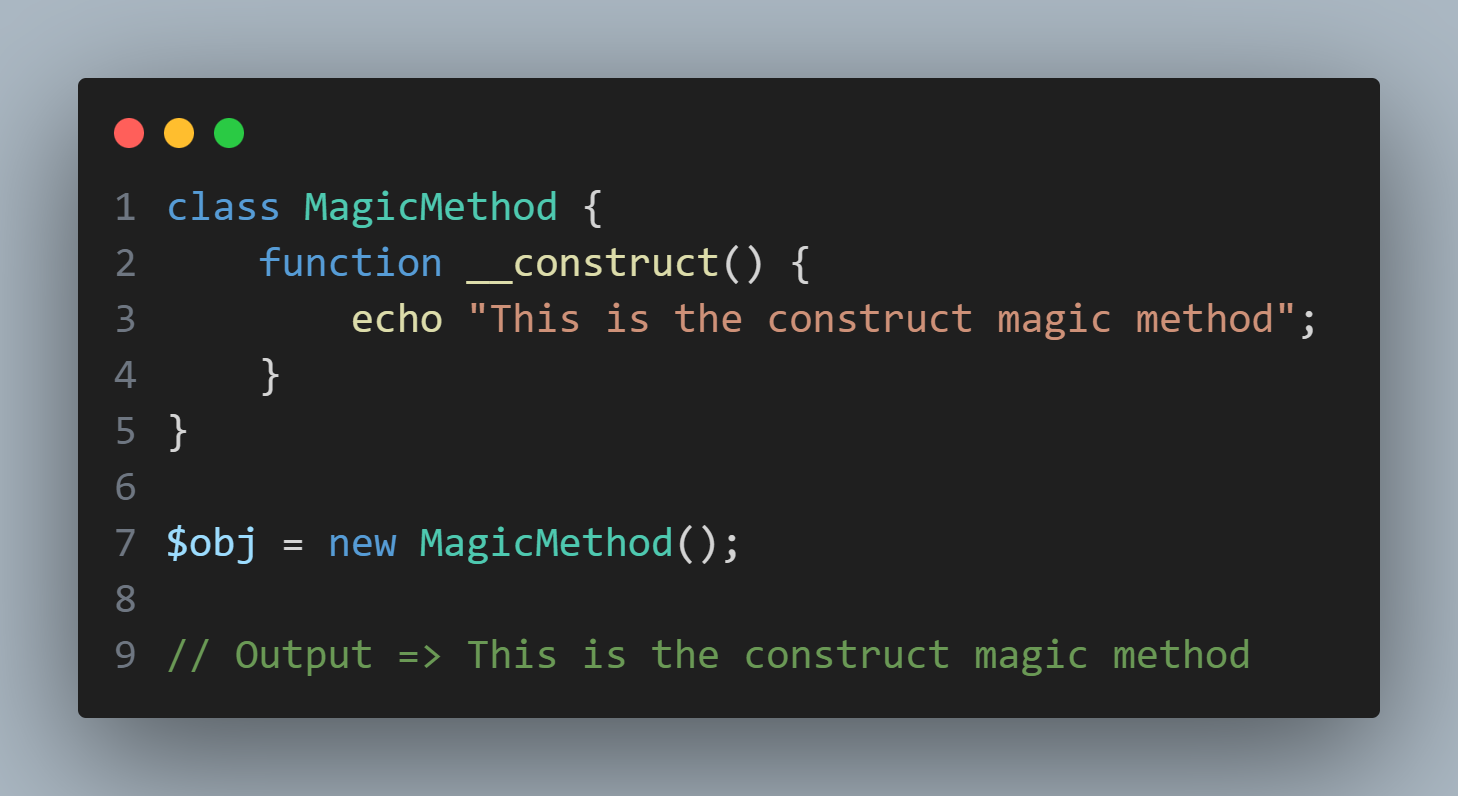 1 class MagicMethod {
2     function __construct() {
3         echo "This is the construct magic method";
4     }
5 }
6
7 $obj = new MagicMethod();
8
9 // Output => This is the construct magic method